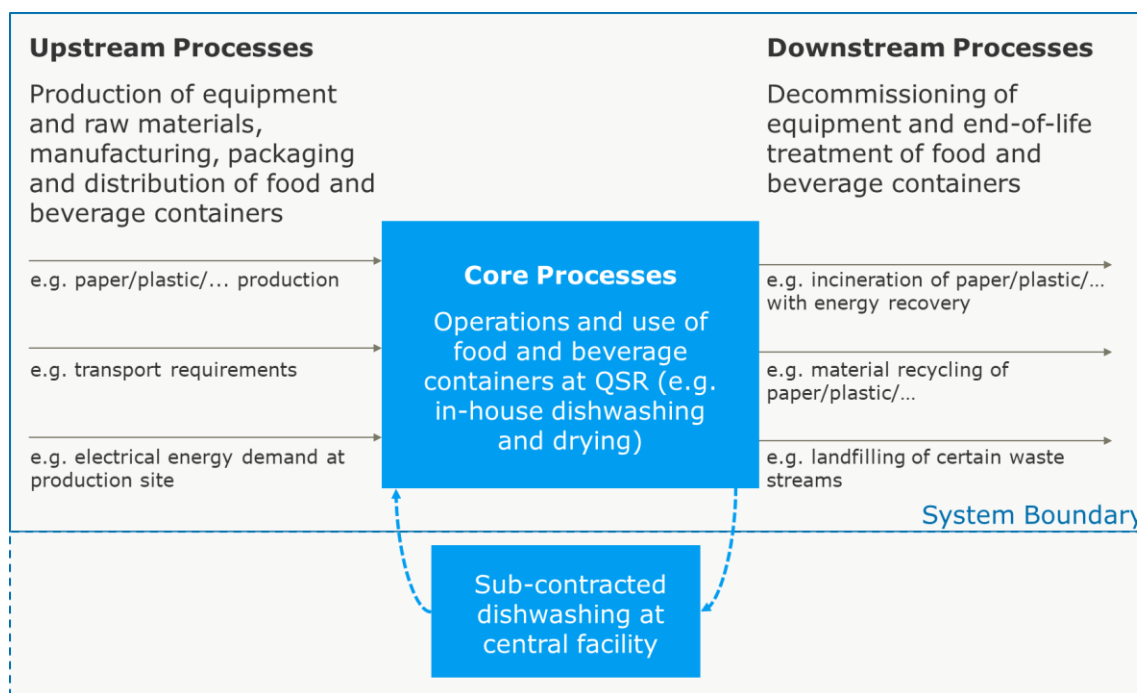 Upstream Processes
Production of equipment
and raw materials,
manufacturing, packaging
and distribution of food and
beverage containers
e.g. paper/plastic/... production
e.g. transport requirements
e.g. electrical energy demand at
production site
Core Processes
Operations and use of
food and beverage
containers at QSR (e.g.
in-house dishwashing
and drying)
Downstream Processes
Decommissioning of
equipment and end-of-life
treatment of food and
beverage containers
e.g. incineration of paper/plastic/…
with energy recovery
e.g. material recycling of
paper/plastic/…
e.g. landfilling of certain waste
streams
System Boundary
Sub-contracted
dishwashing at
central facility